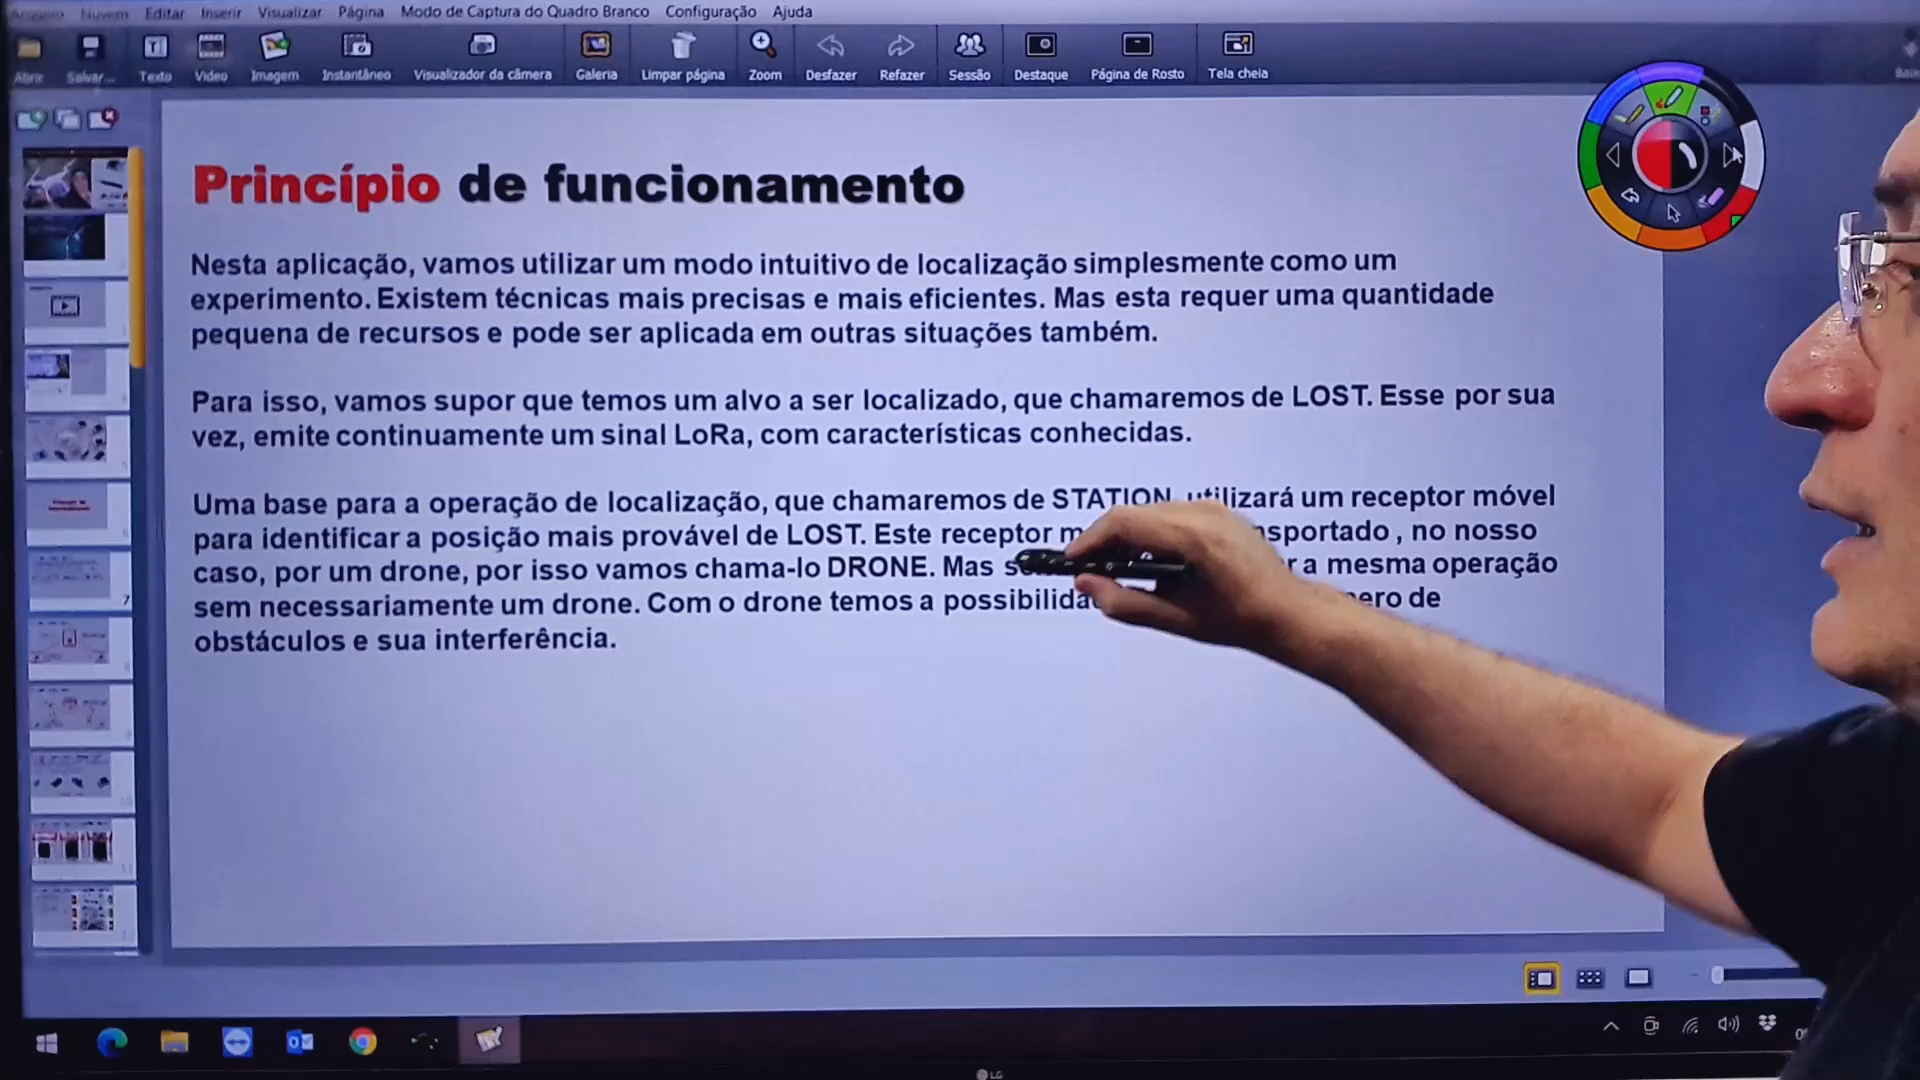 Arquivo Nuvem Editar Inserir Visualizar Página Modo de Captura do Quadro Branco Configuração Ajuda
Abrir Salvar... Texto Vídeo Imagem Instantâneo Visualizador da câmera Galeria Limpar página Zoom Desfazer Refazer Sessão Destaque Página de Rosto Tela cheia
Princípio de funcionamento
Nesta aplicação, vamos utilizar um modo intuitivo de localização simplesmente como um
experimento. Existem técnicas mais precisas e mais eficientes. Mas esta requer uma quantidade
pequena de recursos e pode ser aplicada em outras situações também.
Para isso, vamos supor que temos um alvo a ser localizado, que chamaremos de LOST. Esse por sua
vez, emite continuamente um sinal LoRa, com características conhecidas.
Uma base para a operação de localização, que chamaremos de STATION, utilizará um receptor móvel
para identificar a posição mais provável de LOST. Este receptor , no nosso
caso, por um drone, por isso vamos chama-lo DRONE. Mas a mesma operação
sem necessariamente um drone. Com o drone temos a de
obstáculos e sua interferência.
7
LG